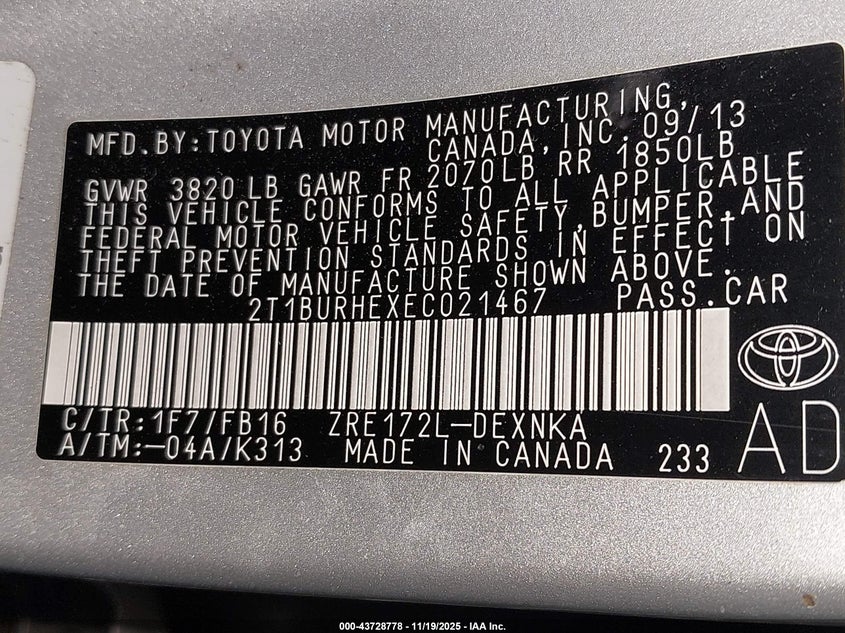 MFD.BY:TOYOTA MOTOR MANUFACTURING,
CANADA,INC. 09/13
GVWR 3820LB GAWR FR 2070LB RR 1850LB
THIS VEHICLE CONFORMS TO ALL APPLICABLE
FEDERAL MOTOR VEHICLE SAFETY,BUMPER,AND
THEFT PREVENTION STANDARDS IN EFFECT ON
THE DATE OF MANUFACTURE SHOWN ABOVE.
2T1BURHEXEC021467 PASS.CAR
C/TR:1F7/FB16 ZRE172L-DEXNKA
A/TM:-04A/K313 MADE IN CANADA 233 AD
000-43728778 - 11/19/2025 - IAA Inc.